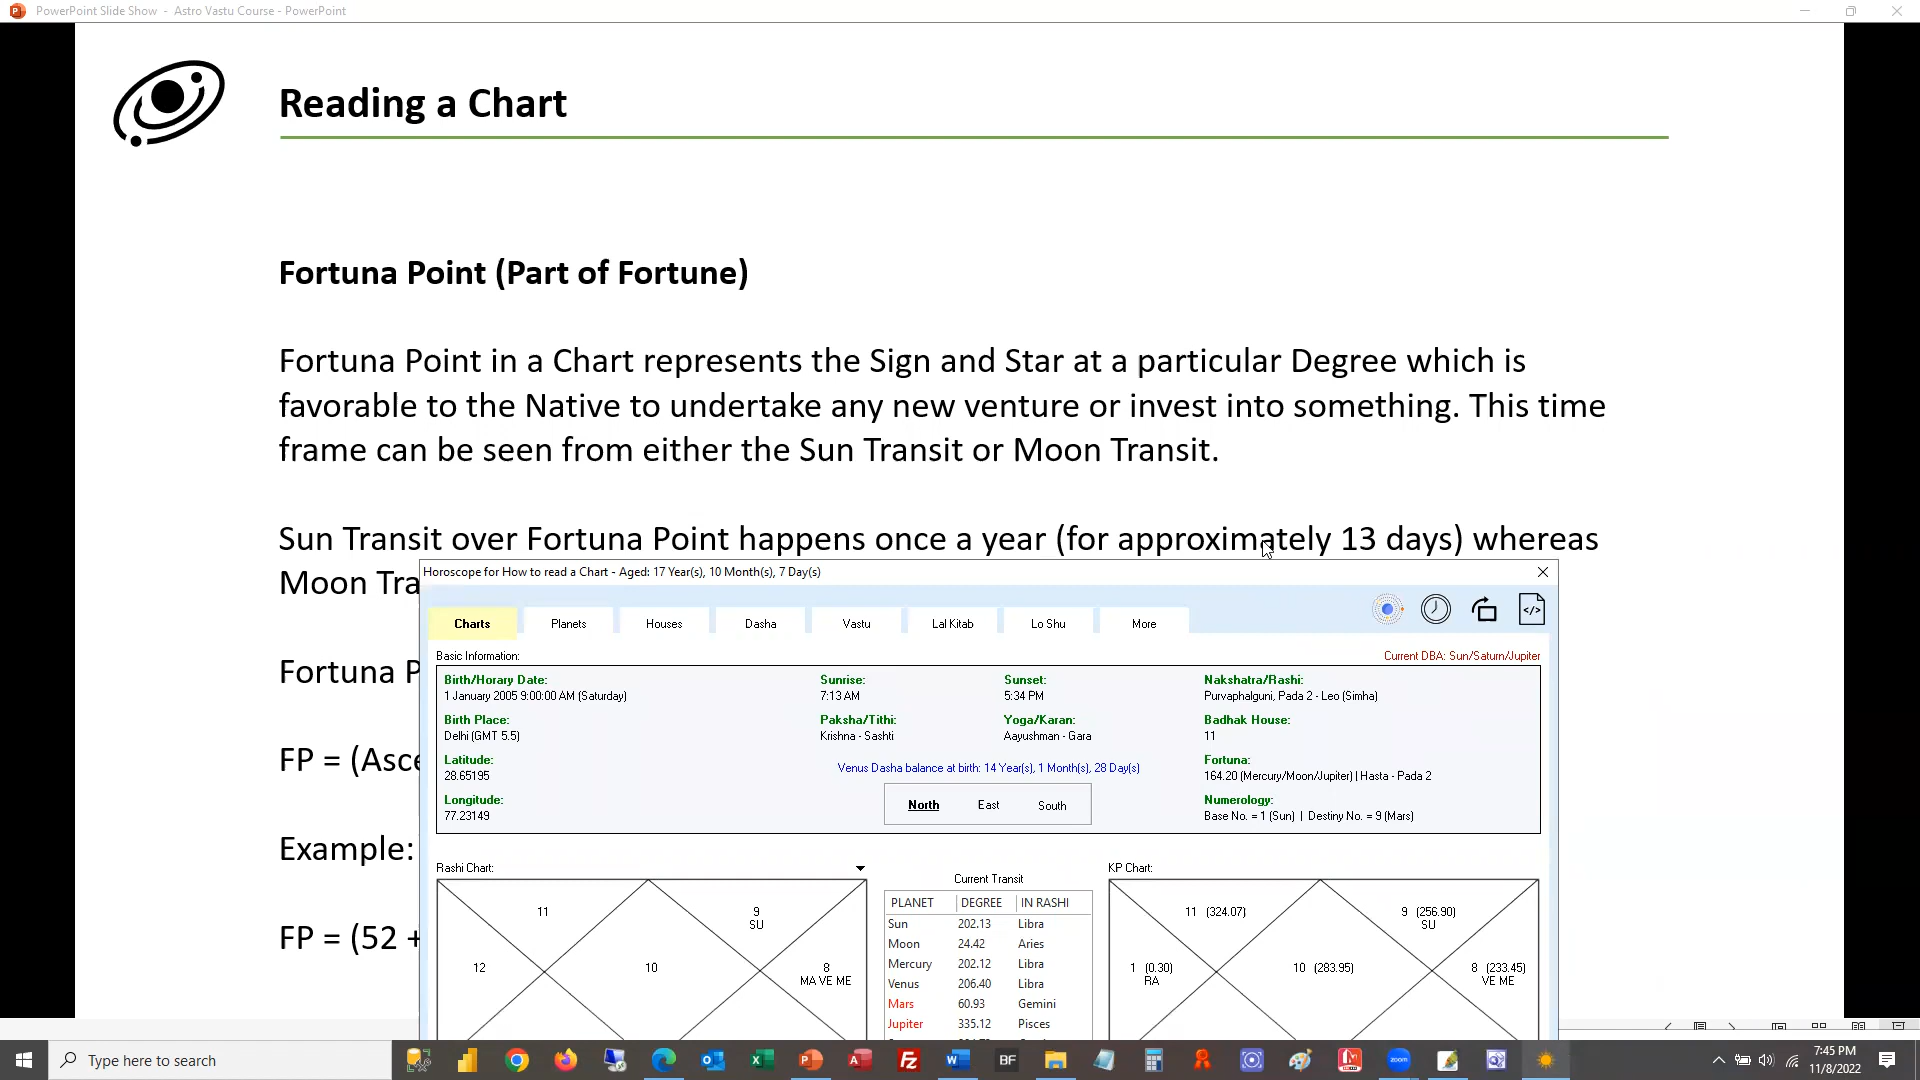 PowerPoint Slide Show - Astro Vastu Course - PowerPoint
Reading a Chart
Fortuna Point (Part of Fortune)
Fortuna Point in a Chart represents the Sign and Star at a particular Degree which is
favorable to the Native to undertake any new venture or invest into something. This time
frame can be seen from either the Sun Transit or Moon Transit.
Sun Transit over Fortuna Point happens once a year (for approximately 13 days) whereas
Moon Tra
Fortuna P
FP = (Asce
Example:
FP = (52 +
Horoscope for How to read a Chart - Aged: 17 Year(s), 10 Month(s), 7 Day(s)
Charts Planets Houses Dasha Vastu Lal Kitab Lo Shu More
Basic Information: Current DBA: Sun/Saturn/Jupiter
Birth/Horary Date: Sunrise: Sunset: Nakshatra/Rashi:
1 January 2005 9:00:00 AM (Saturday) 7:13 AM 5:34 PM Purvaphalguni, Pada 2 - Leo (Simha)
Birth Place: Paksha/Tithi: Yoga/Karan: Badhak House:
Delhi (GMT 5.5) Krishna - Sashti Aayushman - Gara 11
Latitude: Fortuna:
28.65195 Venus Dasha balance at birth: 14 Year(s), 1 Month(s), 28 Day(s) 164.20 (Mercury/Moon/Jupiter) | Hasta - Pada 2
Longitude: North East South Numerology:
77.23149 Base No. = 1 (Sun) | Destiny No. = 9 (Mars)
Rashi Chart:
11 9
SU
12 10 8
MA VE ME
Current Transit
PLANET DEGREE IN RASHI
Sun 202.13 Libra
Moon 24.42 Aries
Mercury 202.12 Libra
Venus 206.40 Libra
Mars 60.93 Gemini
Jupiter 335.12 Pisces
KP Chart:
11 (324.07) 9 (256.90)
SU
1 (0.30) 10 (283.95) 8 (233.45)
RA VE ME
Type here to search
BF
zoom
7:45 PM
11/8/2022